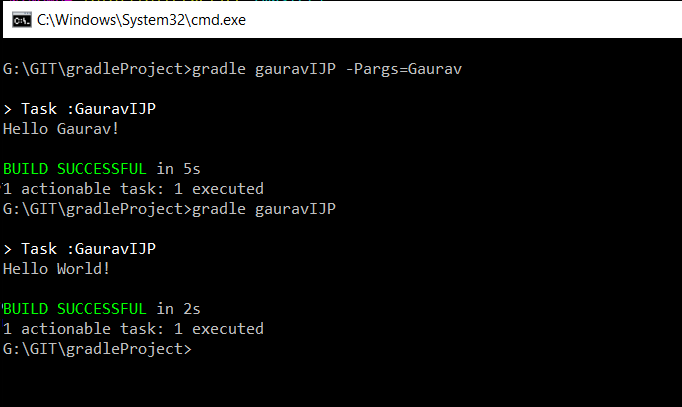 C:\Windows\System32\cmd.exe
G:\GIT\gradleProject>gradle gauravIJP -Pargs=Gaurav
> Task :GauravIJP
Hello Gaurav!
BUILD SUCCESSFUL in 5s
1 actionable task: 1 executed
G:\GIT\gradleProject>gradle gauravIJP
> Task :GauravIJP
Hello World!
BUILD SUCCESSFUL in 2s
1 actionable task: 1 executed
G:\GIT\gradleProject>